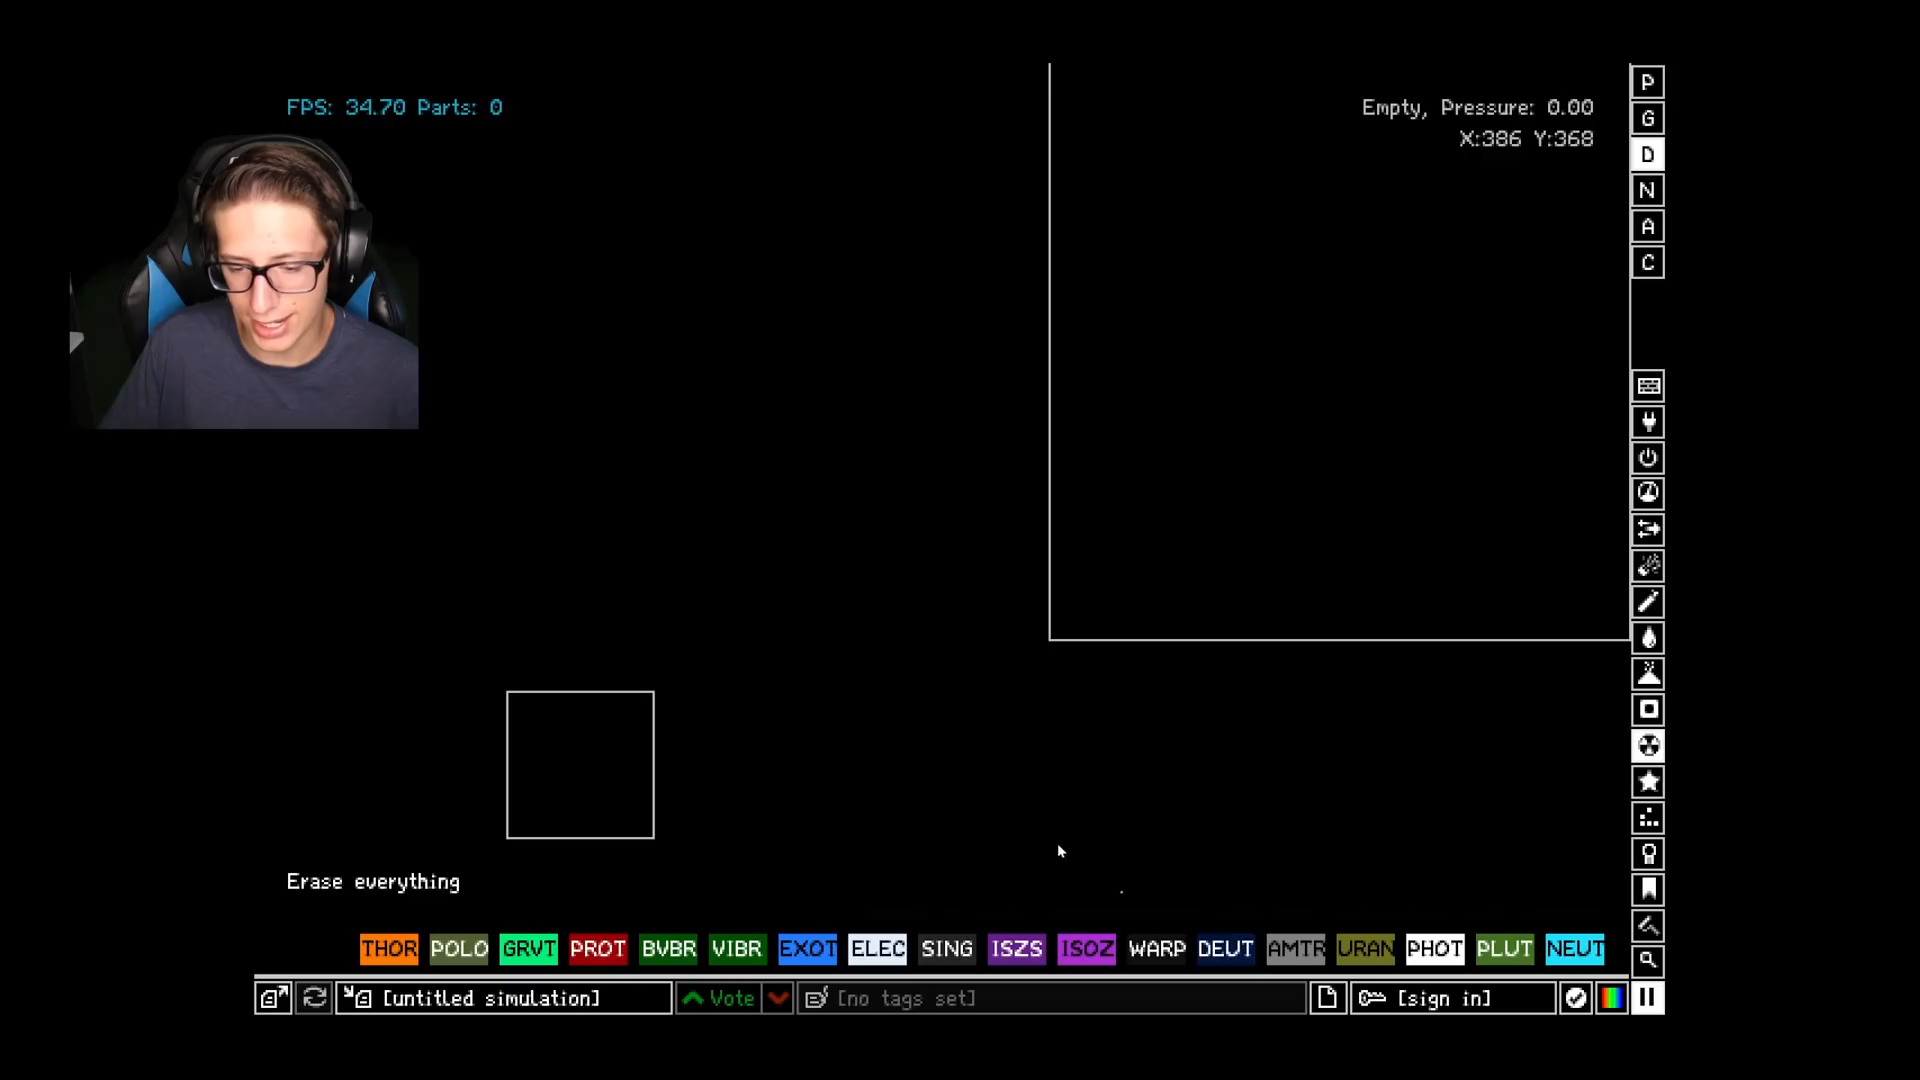 FPS: 34.70 Parts: 0
Empty, Pressure: 0.00
X:386 Y:368
P
G
D
N
A
C
Erase everything
THOR POLO GRVT PROT BVBR VIBR EXOT ELEC SING ISZS ISOZ WARP DEUT AMTR URAN PHOT PLUT NEUT
[untitled simulation] Vote [no tags set] [sign in]